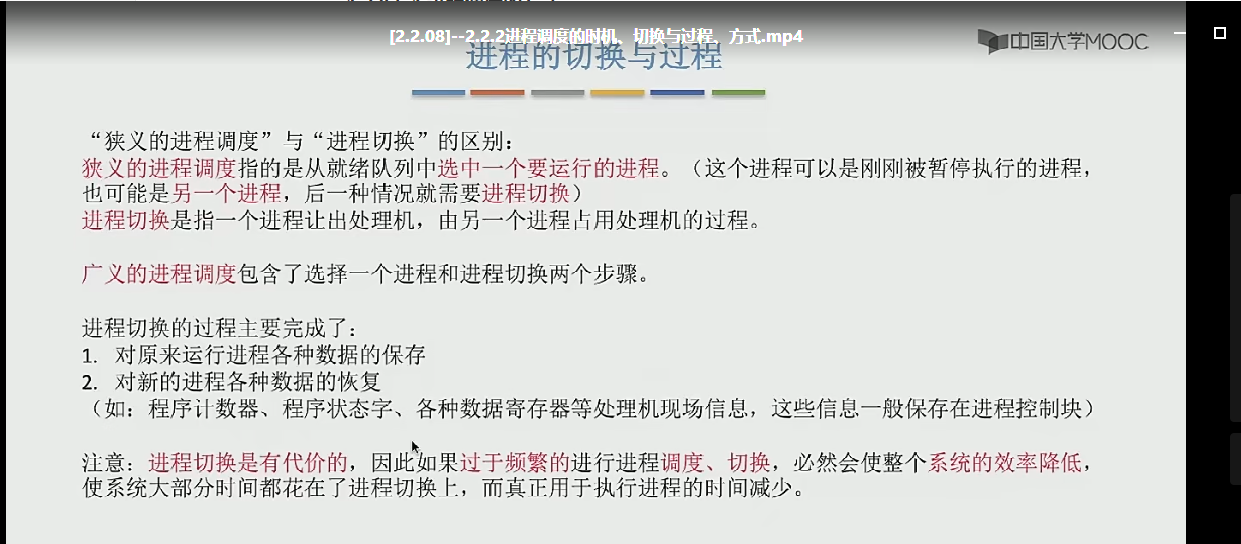 [2.2.08]--2.2.2进程调度的时机、切换与过程、方式.mp4
中国大学MOOC
进程的切换与过程
“狭义的进程调度”与“进程切换”的区别：
狭义的进程调度指的是从就绪队列中选中一个要运行的进程。（这个进程可以是刚刚被暂停执行的进程，
也可能是另一个进程，后一种情况就需要进程切换）
进程切换是指一个进程让出处理机，由另一个进程占用处理机的过程。
广义的进程调度包含了选择一个进程和进程切换两个步骤。
进程切换的过程主要完成了：
1. 对原来运行进程各种数据的保存
2. 对新的进程各种数据的恢复
（如：程序计数器、程序状态字、各种数据寄存器等处理机现场信息，这些信息一般保存在进程控制块）
注意：进程切换是有代价的，因此如果过于频繁的进行进程调度、切换，必然会使整个系统的效率降低，
使系统大部分时间都花在了进程切换上，而真正用于执行进程的时间减少。